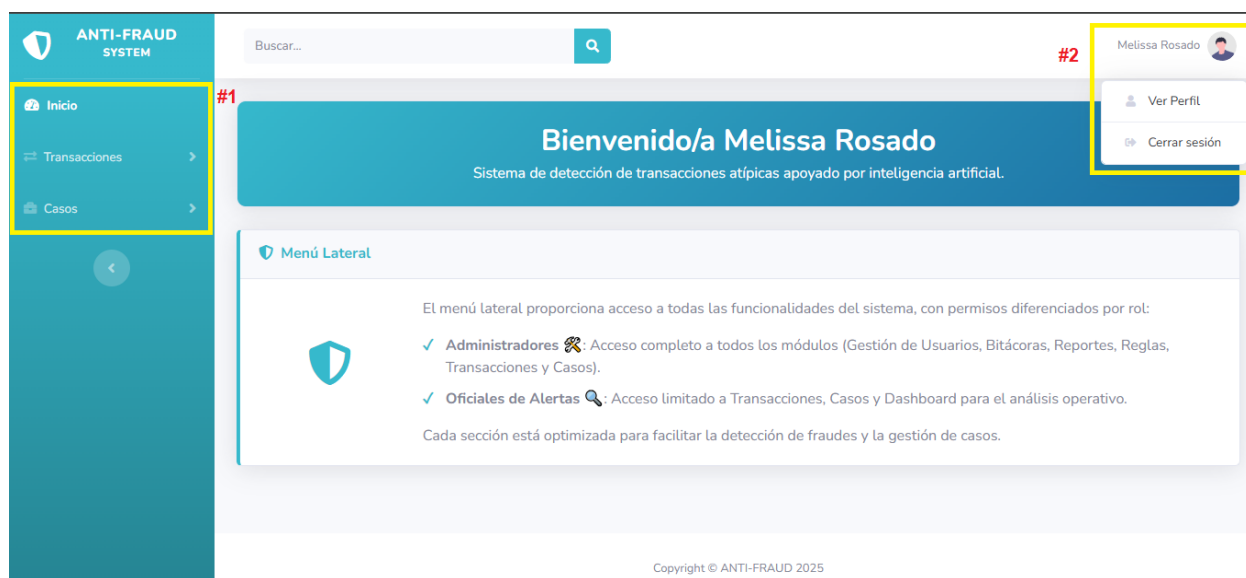 ANTI-FRAUD
SYSTEM
Buscar...
#2
Melissa Rosado
#1
Inicio
Transacciones
Casos
Ver Perfil
Cerrar sesión
Bienvenido/a Melissa Rosado
Sistema de detección de transacciones atípicas apoyado por inteligencia artificial.
Menú Lateral
El menú lateral proporciona acceso a todas las funcionalidades del sistema, con permisos diferenciados por rol:
✓ Administradores 🛠: Acceso completo a todos los módulos (Gestión de Usuarios, Bitácoras, Reportes, Reglas,
Transacciones y Casos).
✓ Oficiales de Alertas 🔍: Acceso limitado a Transacciones, Casos y Dashboard para el análisis operativo.
Cada sección está optimizada para facilitar la detección de fraudes y la gestión de casos.
Copyright © ANTI-FRAUD 2025